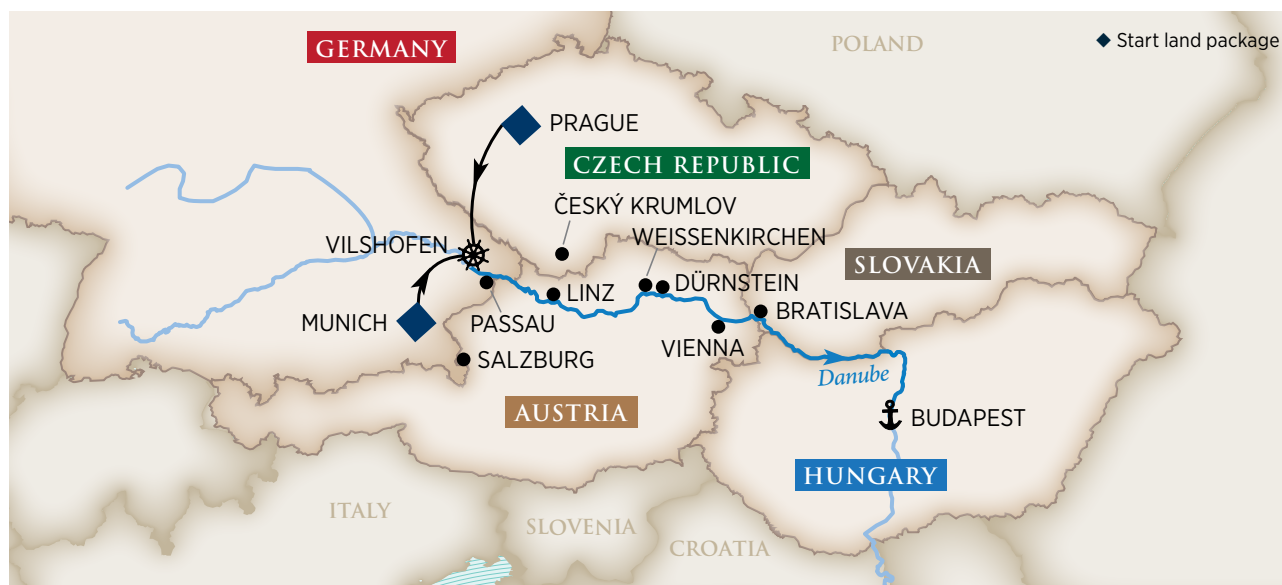 GERMANY
POLAND
Start land package
PRAGUE
CZECH REPUBLIC
ČESKÝ KRUMLOV
WEISSENKIRCHEN
VILSHOFEN
SLOVAKIA
DÜRNSTEIN
LINZ
BRATISLAVA
MUNICH
PASSAU
VIENNA
SALZBURG
Danube
AUSTRIA
BUDAPEST
HUNGARY
ITALY
SLOVENIA
CROATIA